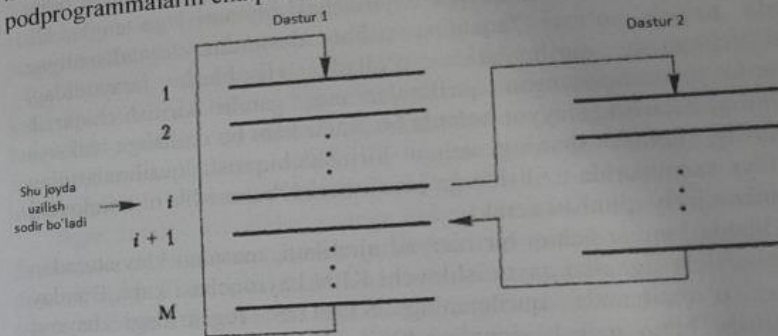 podprogrammalarni
Dastur 1
Dastur 2
1
2
Shu joyda
uzilish
sodir bo'ladi
i
i + 1
M